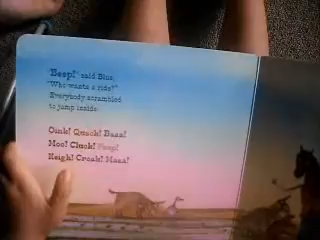 "Beep!" said Blue.
"Who wants a ride?"
Everybody scrambled
to jump inside.
Oink! Quack! Baaa!
Moo! Cluck! Peep!
Neigh! Croak! Maaa!